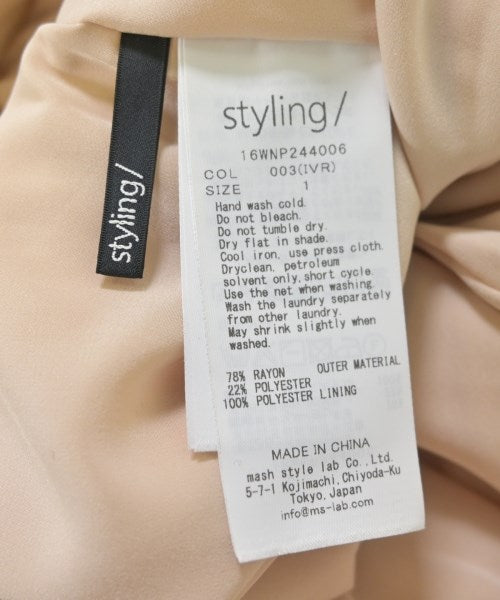 styling/
styling/
16WNP244006
COL 003(IVR)
SIZE 1
Hand wash cold.
Do not bleach.
Do not tumble dry.
Dry flat in shade.
Cool iron, use press cloth.
Dryclean, petroleum
solvent only,short cycle.
Use the net when washing.
Wash the laundry separately
from other laundry.
May shrink slightly when
washed.
78% RAYON OUTER MATERIAL
22% POLYESTER
100% POLYESTER LINING
MADE IN CHINA
mash style lab Co.,Ltd.
5-7-1 Kojimachi,Chiyoda-Ku
Tokyo,Japan
info@ms-lab.com